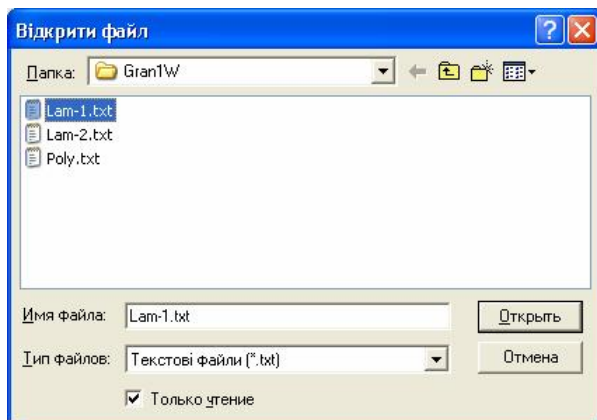 Відкрити файл
Папка: Gran1W
Lam-1.txt
Lam-2.txt
Poly.txt
Имя файла: Lam-1.txt Открыть
Тип файлов: Текстові файли (*.txt) Отмена
Только чтение